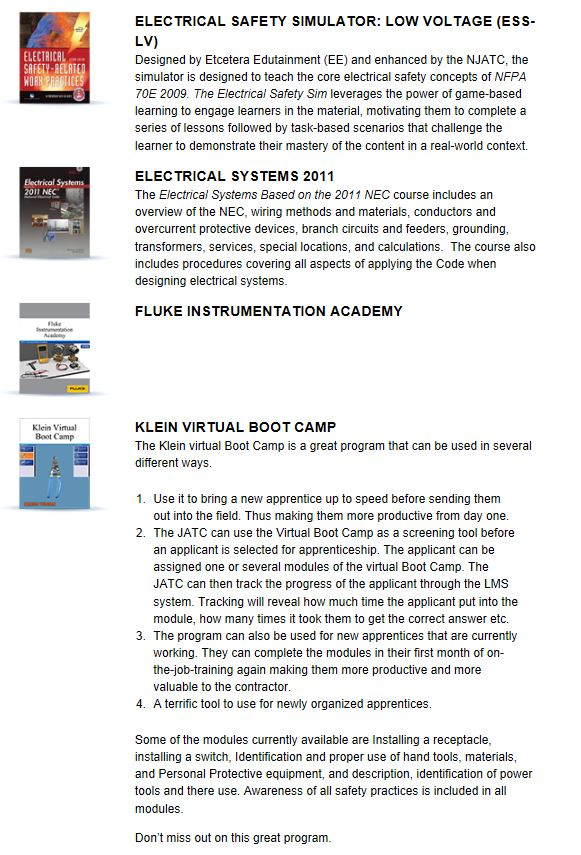 ELECTRICAL
SAFETY-RELATED
WORK PRACTICES
ELECTRICAL SAFETY SIMULATOR: LOW VOLTAGE (ESS-
LV)
Designed by Etcetera Edutainment (EE) and enhanced by the NJATC, the
simulator is designed to teach the core electrical safety concepts of NFPA
70E 2009. The Electrical Safety Sim leverages the power of game-based
learning to engage learners in the material, motivating them to complete a
series of lessons followed by task-based scenarios that challenge the
learner to demonstrate their mastery of the content in a real-world context.
Electrical Systems
2011 NEC
ELECTRICAL SYSTEMS 2011
The Electrical Systems Based on the 2011 NEC course includes an
overview of the NEC, wiring methods and materials, conductors and
overcurrent protective devices, branch circuits and feeders, grounding,
transformers, services, special locations, and calculations.  The course also
includes procedures covering all aspects of applying the Code when
designing electrical systems.
Fluke
Instrumentation
Academy
FLUKE
FLUKE INSTRUMENTATION ACADEMY
Klein Virtual
Boot Camp
KLEIN VIRTUAL BOOT CAMP
The Klein virtual Boot Camp is a great program that can be used in several
different ways.
1. Use it to bring a new apprentice up to speed before sending them
out into the field. Thus making them more productive from day one.
2. The JATC can use the Virtual Boot Camp as a screening tool before
an applicant is selected for apprenticeship. The applicant can be
assigned one or several modules of the virtual Boot Camp. The
JATC can then track the progress of the applicant through the LMS
system. Tracking will reveal how much time the applicant put into the
module, how many times it took them to get the correct answer etc.
3. The program can also be used for new apprentices that are currently
working. They can complete the modules in their first month of on-
the-job-training again making them more productive and more
valuable to the contractor.
4. A terrific tool to use for newly organized apprentices.
Some of the modules currently available are Installing a receptacle,
installing a switch, Identification and proper use of hand tools, materials,
and Personal Protective equipment, and description, identification of power
tools and there use. Awareness of all safety practices is included in all
modules.
Don't miss out on this great program.